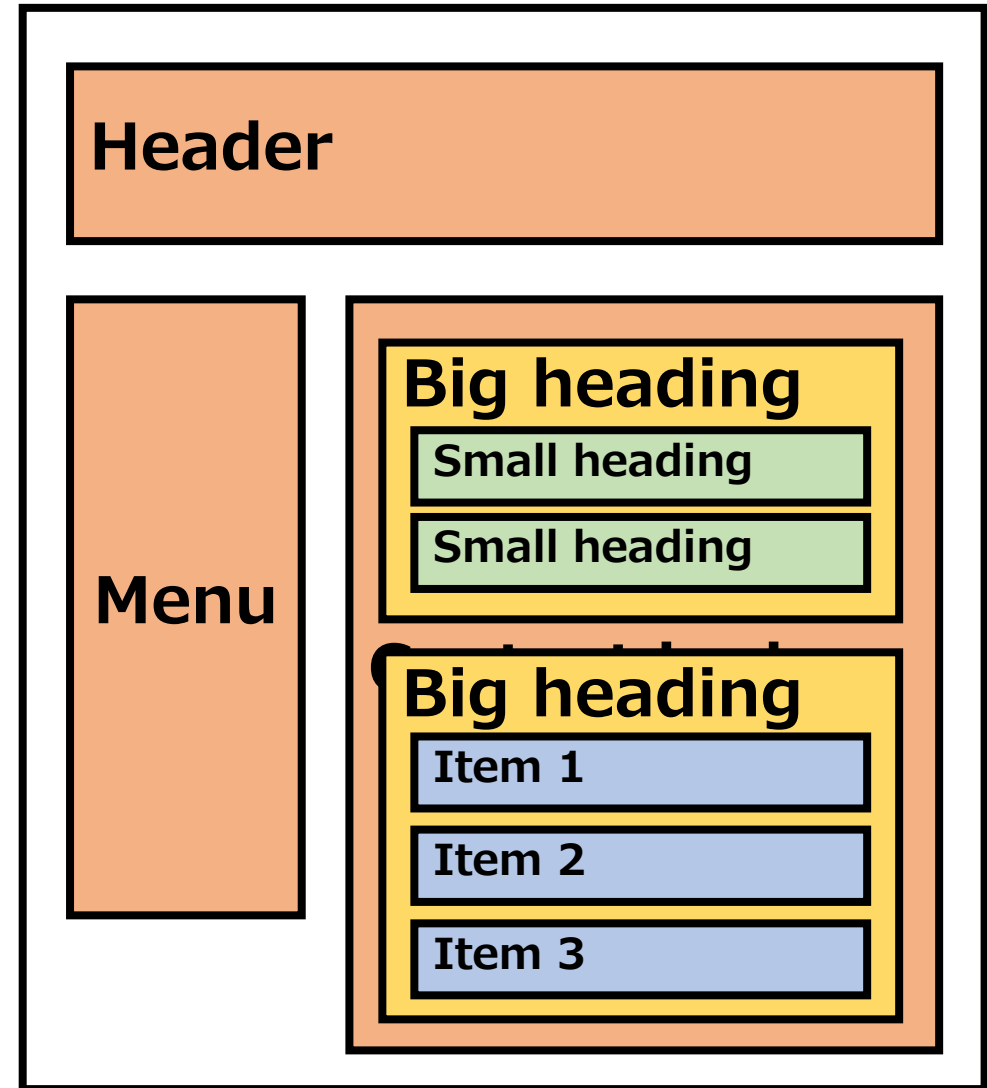 Header
Menu
Big heading
Small heading
Small heading
Big heading
Item 1
Item 2
Item 3